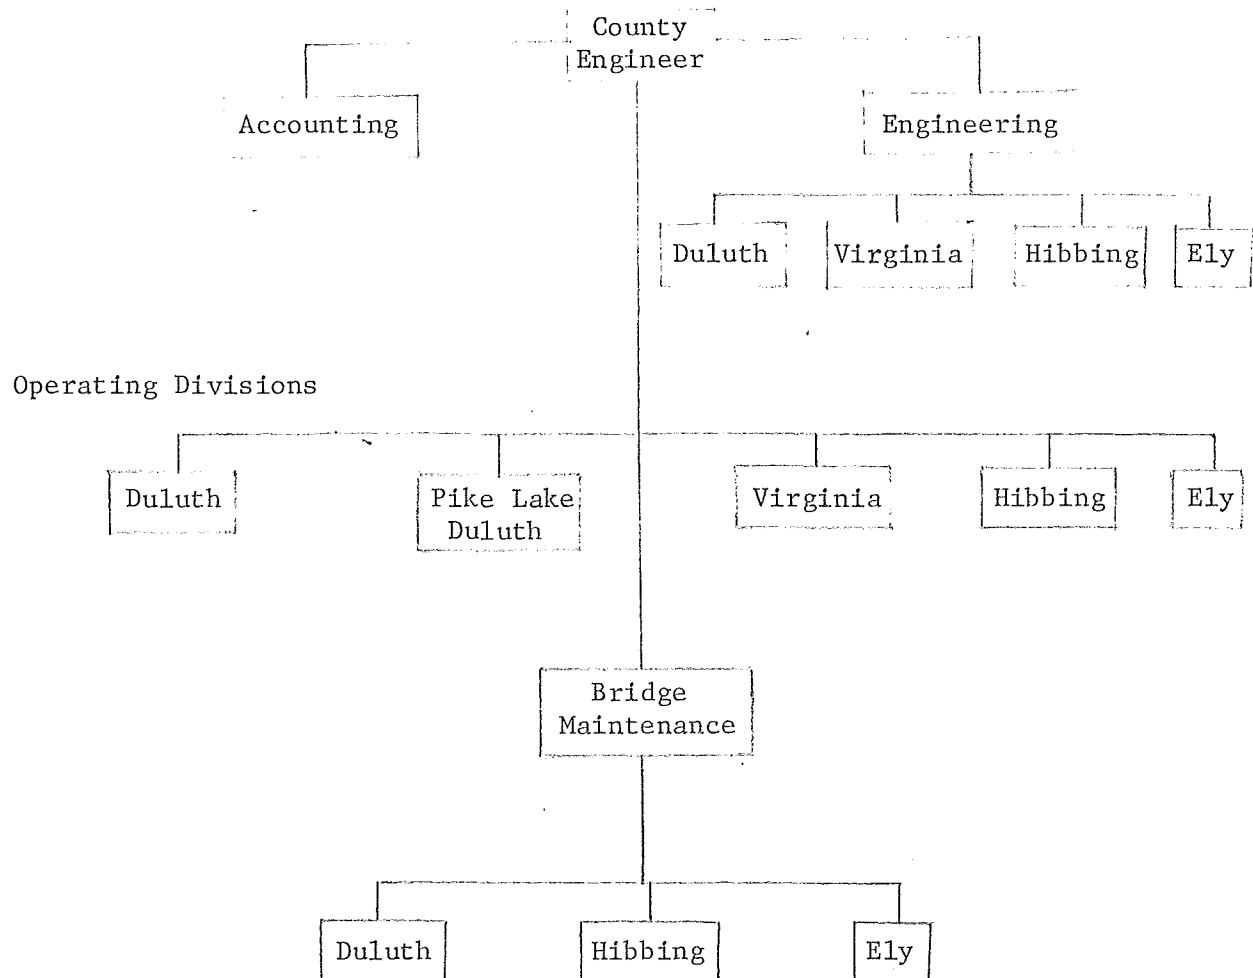 County
Engineer
Accounting
Engineering
Duluth
Virginia
Hibbing
Ely
Operating Divisions
Duluth
Pike Lake
Duluth
Virginia
Hibbing
Ely
Bridge
Maintenance
Duluth
Hibbing
Ely